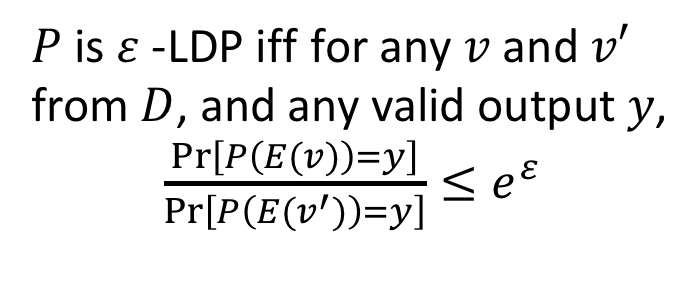 P is ε -LDP iff for any v and v′
from D, and any valid output y,
Pr[P(E(v))=y]
Pr[P(E(v′))=y]
≤ e^ε